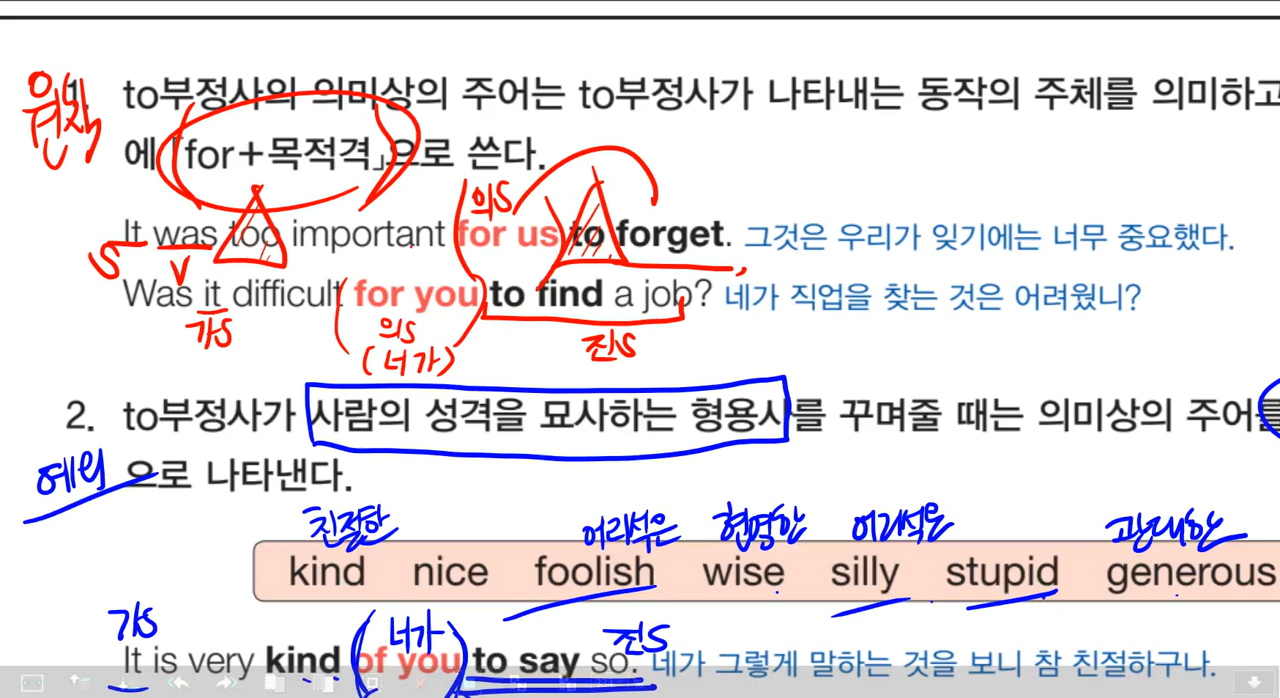 원칙
1. to부정사의 의미상의 주어는 to부정사가 나타내는 동작의 주체를 의미하고
에 「for+목적격」으로 쓴다.
의S
It was too important for us to forget. 그것은 우리가 잊기에는 너무 중요했다.
S V
Was it difficult for you to find a job? 네가 직업을 찾는 것은 어려웠니?
가S 의S 진S
(너가)
2. to부정사가 사람의 성격을 묘사하는 형용사를 꾸며줄 때는 의미상의 주어를
예외
으로 나타낸다.
친절한 어리석은 현명한 어리석은 관대한
kind nice foolish wise silly stupid generous
가S 너가 진S
It is very kind of you to say so. 네가 그렇게 말하는 것을 보니 참 친절하구나.